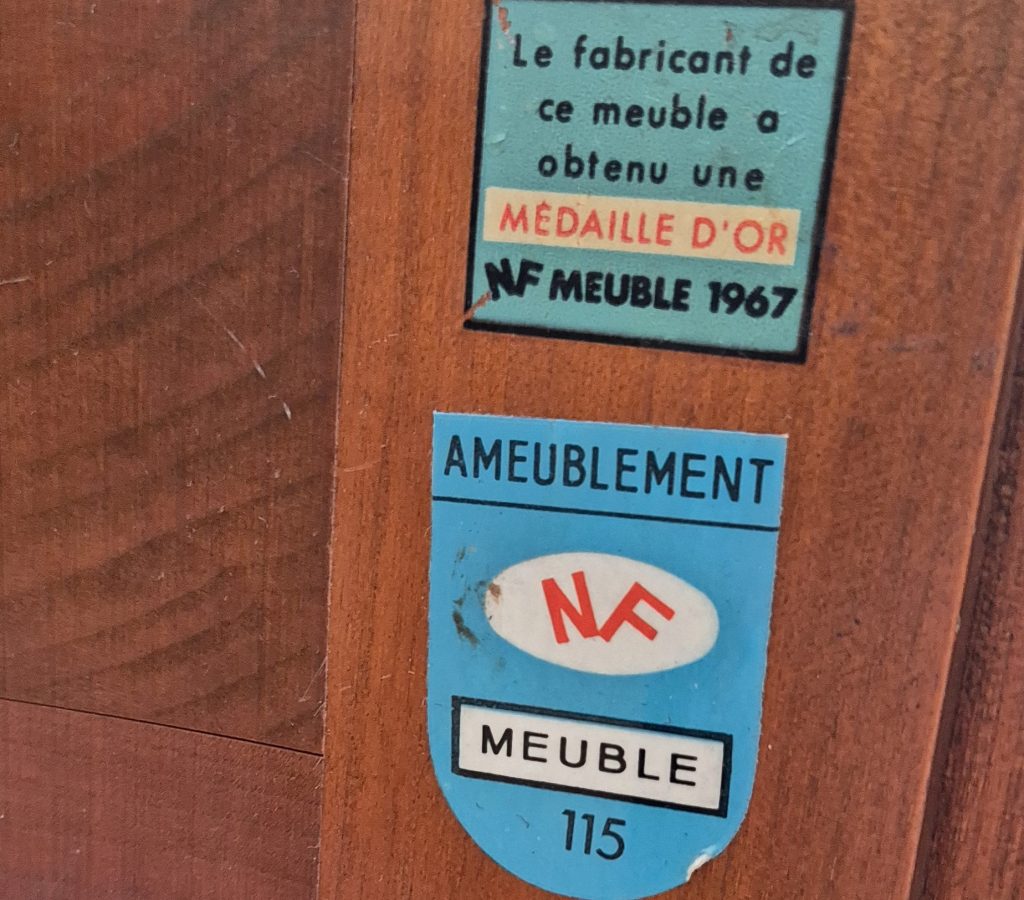 Le fabricant de
ce meuble a
obtenu une
MÉDAILLE D'OR
NF MEUBLE 1967
AMEUBLEMENT
NF
MEUBLE
115